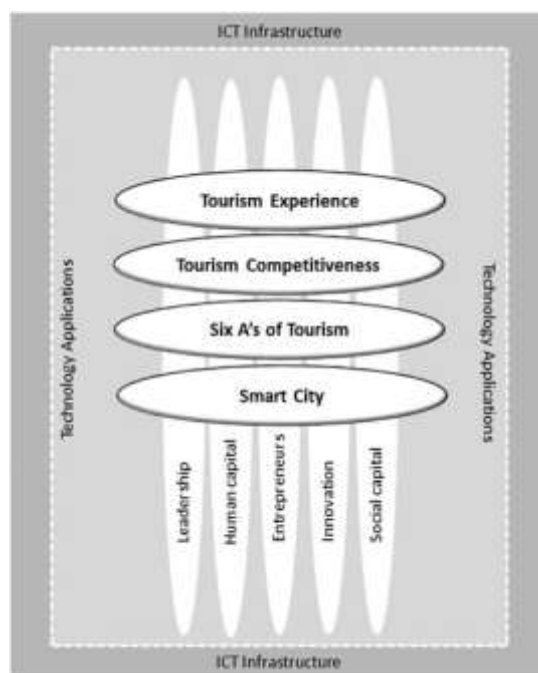 ICT Infrastructure
Tourism Experience
Tourism Competitiveness
Six A's of Tourism
Smart City
Technology Applications
Technology Applications
Leadership
Human capital
Entrepreneurs
Innovation
Social capital
ICT Infrastructure